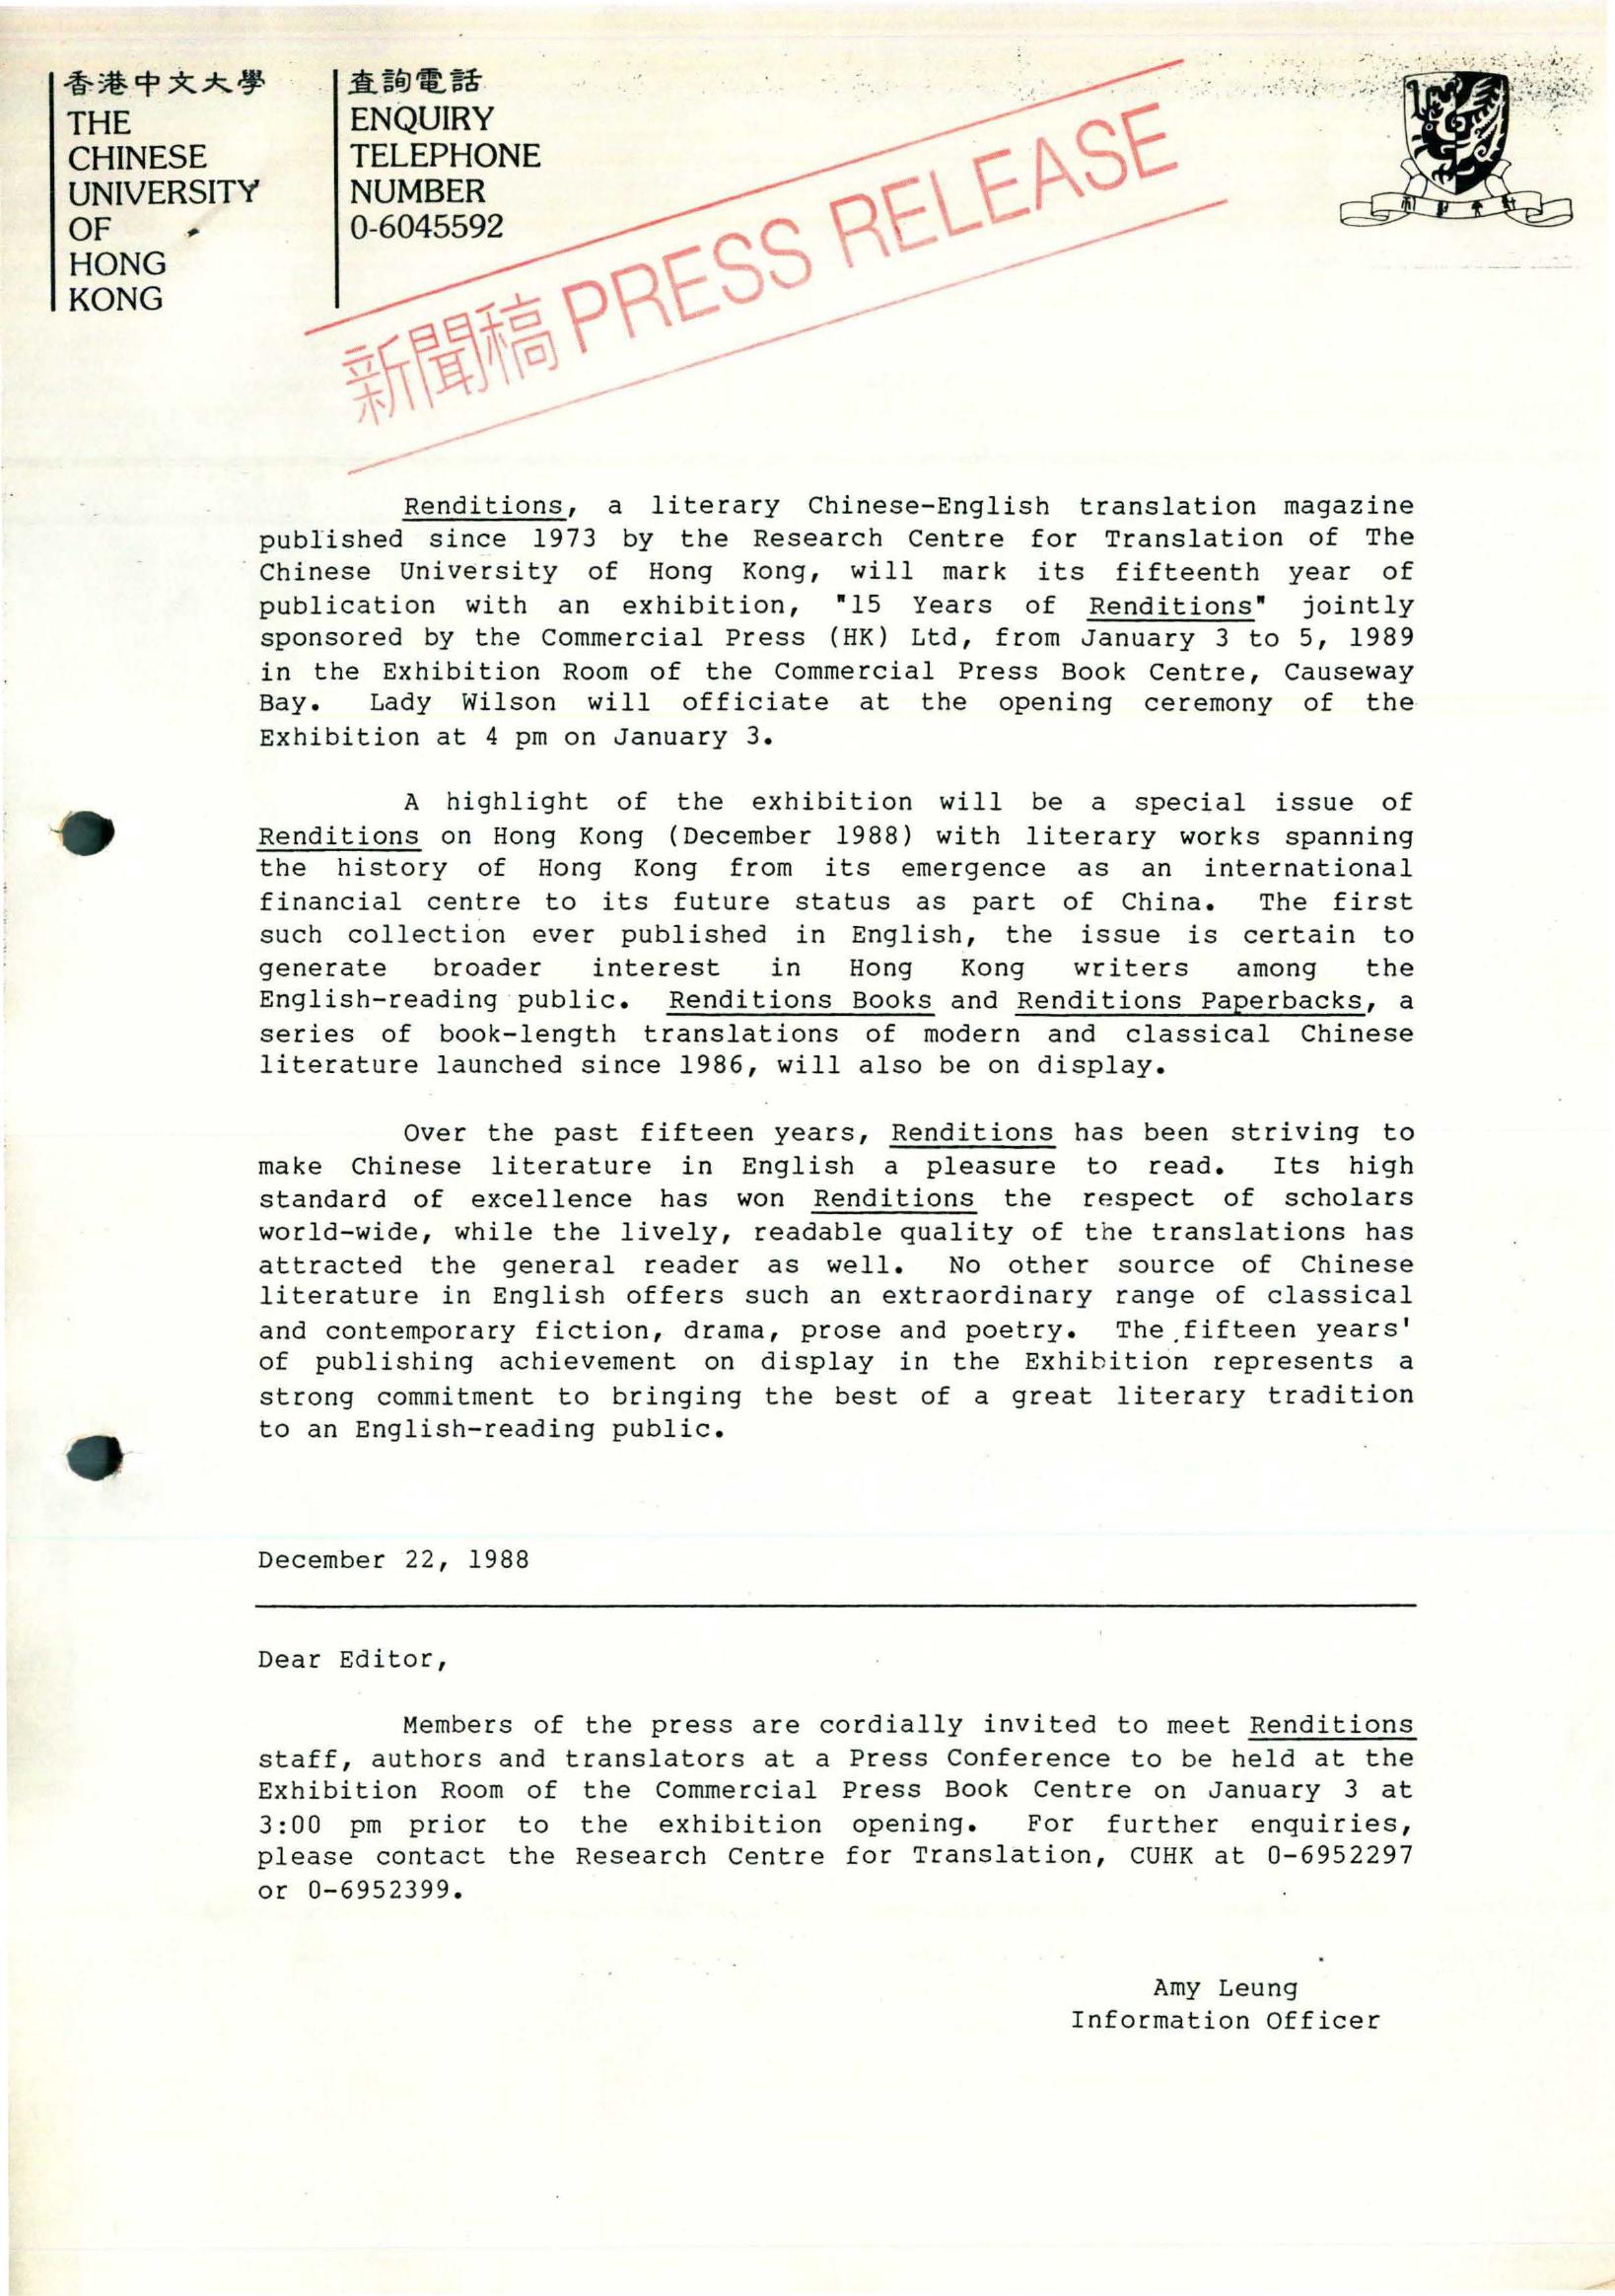 香港中文大學
THE
CHINESE
UNIVERSITY
OF
HONG
KONG
查詢電話
ENQUIRY
TELEPHONE
NUMBER
0-6045592
新聞稿 PRESS RELEASE
Renditions, a literary Chinese-English translation magazine
published since 1973 by the Research Centre for Translation of The
Chinese University of Hong Kong, will mark its fifteenth year of
publication with an exhibition, "15 Years of Renditions" jointly
sponsored by the Commercial Press (HK) Ltd, from January 3 to 5, 1989
in the Exhibition Room of the Commercial Press Book Centre, Causeway
Bay. Lady Wilson will officiate at the opening ceremony of the
Exhibition at 4 pm on January 3.
A highlight of the exhibition will be a special issue of
Renditions on Hong Kong (December 1988) with literary works spanning
the history of Hong Kong from its emergence as an international
financial centre to its future status as part of China. The first
such collection ever published in English, the issue is certain to
generate broader interest in Hong Kong writers among the
English-reading public. Renditions Books and Renditions Paperbacks, a
series of book-length translations of modern and classical Chinese
literature launched since 1986, will also be on display.
Over the past fifteen years, Renditions has been striving to
make Chinese literature in English a pleasure to read. Its high
standard of excellence has won Renditions the respect of scholars
world-wide, while the lively, readable quality of the translations has
attracted the general reader as well. No other source of Chinese
literature in English offers such an extraordinary range of classical
and contemporary fiction, drama, prose and poetry. The fifteen years'
of publishing achievement on display in the Exhibition represents a
strong commitment to bringing the best of a great literary tradition
to an English-reading public.
December 22, 1988
Dear Editor,
Members of the press are cordially invited to meet Renditions
staff, authors and translators at a Press Conference to be held at the
Exhibition Room of the Commercial Press Book Centre on January 3 at
3:00 pm prior to the exhibition opening. For further enquiries,
please contact the Research Centre for Translation, CUHK at 0-6952297
or 0-6952399.
Amy Leung
Information Officer